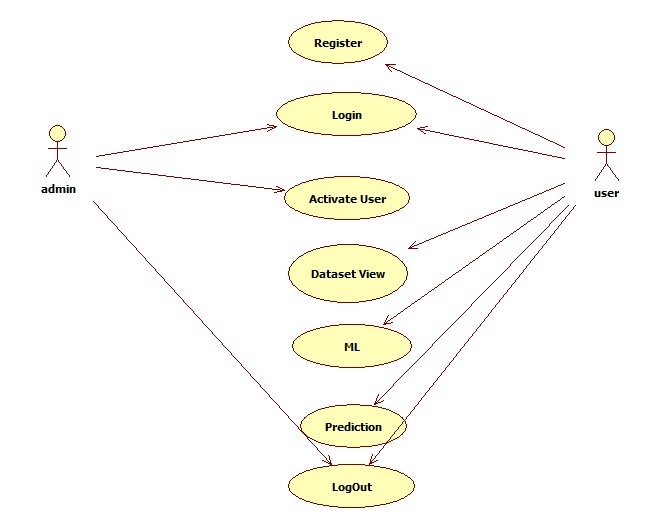 Register
Login
admin
user
Activate User
Dataset View
ML
Prediction
LogOut